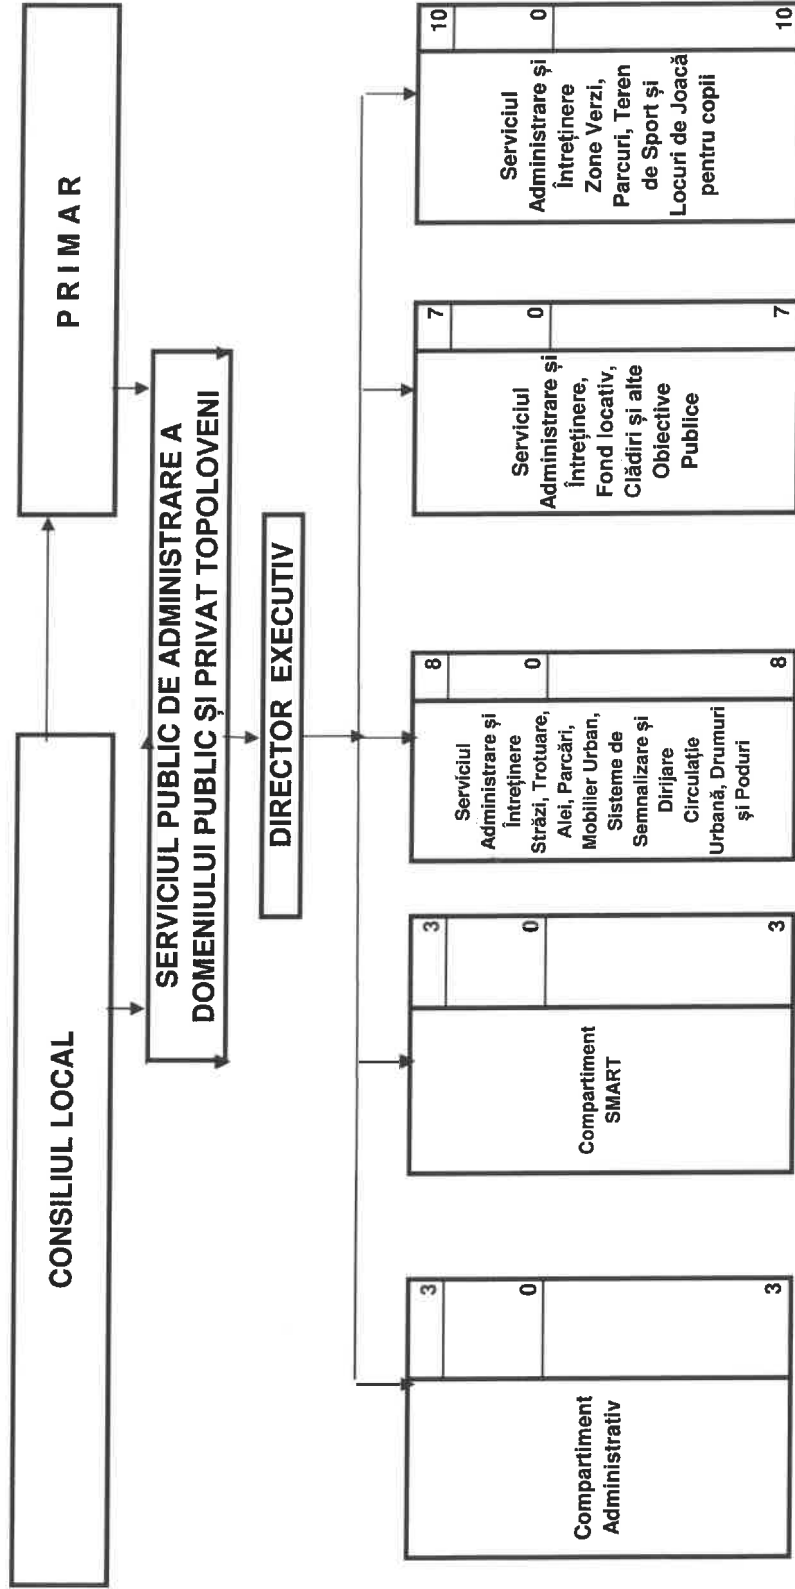 CONSILIUL LOCAL
PRIMAR
SERVICIUL PUBLIC DE ADMINISTRARE A
DOMENIULUI PUBLIC ȘI PRIVAT TOPOLOVENI
DIRECTOR EXECUTIV
Compartiment
Administrativ
3
0
3
Compartiment
SMART
3
0
3
Serviciul
Administrare și
Întreținere
Străzi, Trotuare,
Alei, Parcări,
Mobilier Urban,
Sisteme de
Semnalizare și
Dirijare
Circulație
Urbană, Drumuri
și Poduri
8
0
8
Serviciul
Administrare și
Întreținere,
Fond locativ,
Clădiri și alte
Obiective
Publice
7
0
7
Serviciul
Administrare și
Întreținere
Zone Verzi,
Parcuri, Teren
de Sport și
Locuri de Joacă
pentru copii
10
0
10